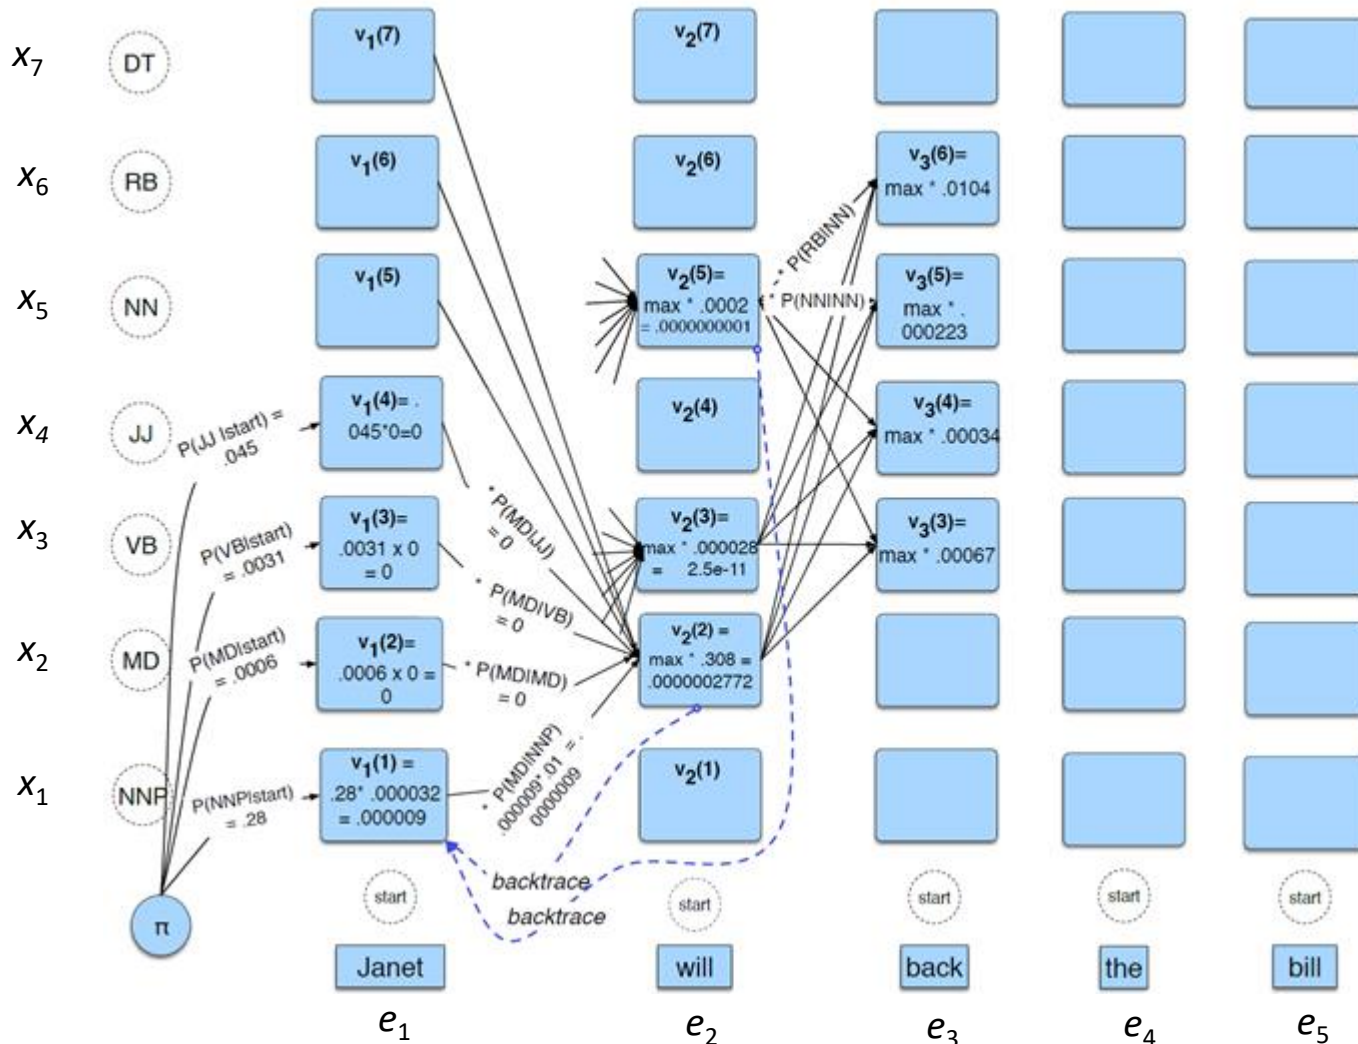 x7
DT
v1(7)
v2(7)
x6
RB
v1(6)
v2(6)
v3(6)=
max * .0104
* P(RB|NN)
x5
NN
v1(5)
v2(5)=
max * .0002
= .0000000001
* P(NN|NN)
v3(5)=
max * .
000223
x4
JJ
P(JJ |start) =
.045
v1(4)= .
045*0=0
* P(MD|JJ)
= 0
v2(4)
v3(4)=
max * .00034
x3
VB
P(VB|start)
= .0031
v1(3)=
.0031 x 0
= 0
* P(MD|VB)
= 0
v2(3)=
max * .000028
= 2.5e-11
v3(3)=
max * .00067
x2
MD
P(MD|start)
= .0006
v1(2)=
.0006 x 0 =
0
* P(MD|MD)
= 0
v2(2) =
max * .308 =
.0000002772
x1
NNP
P(NNP|start)
= .28
v1(1) =
.28* .000032
= .000009
* P(MD|NNP)
.000009*.01 = .
0000009
v2(1)
backtrace
backtrace
π
start
start
start
start
start
Janet
will
back
the
bill
e1
e2
e3
e4
e5